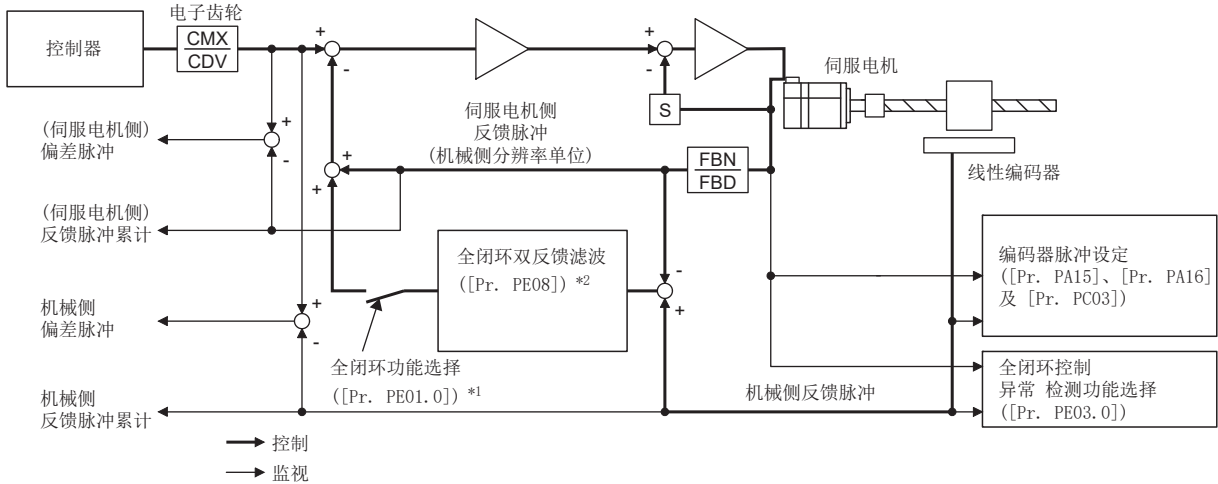 电子齿轮
控制器
CMX
CDV
+
-
+
-
S
伺服电机
线性编码器
伺服电机侧
反馈脉冲
(机械侧分辨率单位)
FBN
FBD
+
-
(伺服电机侧)
偏差脉冲
+
+
(伺服电机侧)
反馈脉冲累计
全闭环双反馈滤波
([Pr. PE08]) *2
-
+
编码器脉冲设定
([Pr. PA15]、[Pr. PA16]
及 [Pr. PC03])
机械侧
偏差脉冲
+
-
全闭环功能选择
([Pr. PE01.0]) *1
全闭环控制
异常 检测功能选择
([Pr. PE03.0])
机械侧反馈脉冲
机械侧
反馈脉冲累计
控制
监视